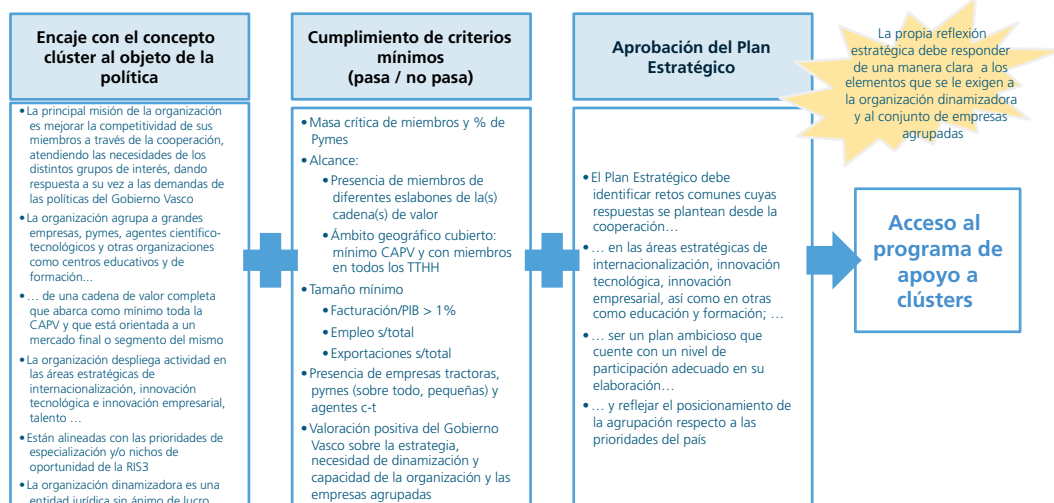 Encaje con el concepto
clúster al objeto de la
política
• La principal misión de la organización
es mejorar la competitividad de sus
miembros a través de la cooperación,
atendiendo las necesidades de los
distintos grupos de interés, dando
respuesta a su vez a las demandas de
las políticas del Gobierno Vasco
• La organización agrupa a grandes
empresas, pymes, agentes científico-
tecnológicos y otras organizaciones
como centros educativos y de
formación...
• … de una cadena de valor completa
que abarca como mínimo toda la
CAPV y que está orientada a un
mercado final o segmento del mismo
• La organización despliega actividad en
las áreas estratégicas de
internacionalización, innovación
tecnológica e innovación empresarial,
talento …
• Están alineadas con las prioridades de
especialización y/o nichos de
oportunidad de la RIS3
• La organización dinamizadora es una
entidad jurídica sin ánimo de lucro
Cumplimiento de criterios
mínimos
(pasa / no pasa)
• Masa crítica de miembros y % de
Pymes
• Alcance:
• Presencia de miembros de
diferentes eslabones de la(s)
cadena(s) de valor
• Ámbito geográfico cubierto:
mínimo CAPV y con miembros
en todos los TTHH
• Tamaño mínimo
• Facturación/PIB > 1%
• Empleo s/total
• Exportaciones s/total
• Presencia de empresas tractoras,
pymes (sobre todo, pequeñas) y
agentes c-t
• Valoración positiva del Gobierno
Vasco sobre la estrategia,
necesidad de dinamización y
capacidad de la organización y las
empresas agrupadas
Aprobación del Plan
Estratégico
• El Plan Estratégico debe
identificar retos comunes cuyas
respuestas se plantean desde la
cooperación…
• … en las áreas estratégicas de
internacionalización, innovación
tecnológica, innovación
empresarial, así como en otras
como educación y formación; …
• … ser un plan ambicioso que
cuente con un nivel de
participación adecuado en su
elaboración…
• … y reflejar el posicionamiento de
la agrupación respecto a las
prioridades del país
La propia reflexión
estratégica debe responder
de una manera clara a los
elementos que se le exigen a
la organización dinamizadora
y al conjunto de empresas
agrupadas
Acceso al
programa de
apoyo a
clústers